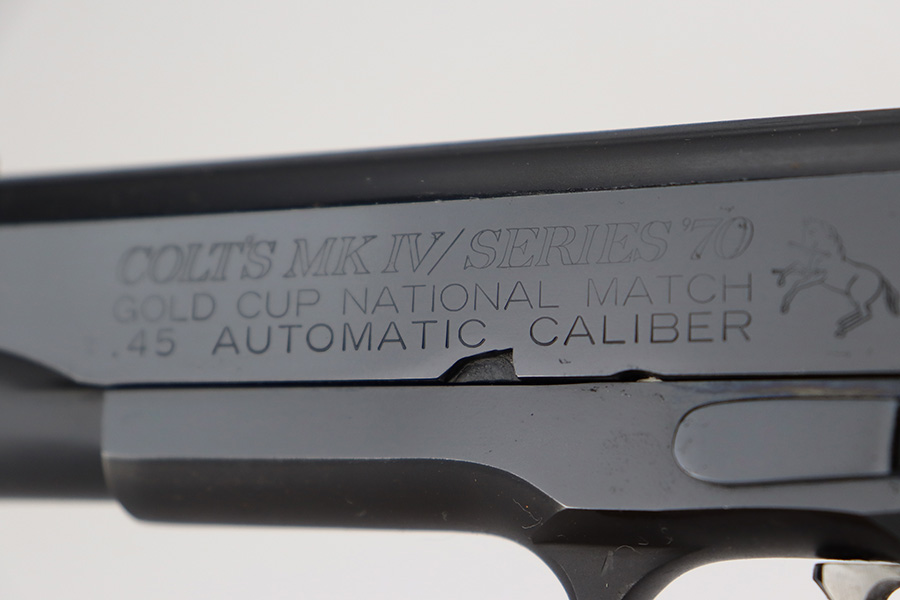 COLT'S MK IV/SERIES '70
GOLD CUP NATIONAL MATCH
.45 AUTOMATIC CALIBER